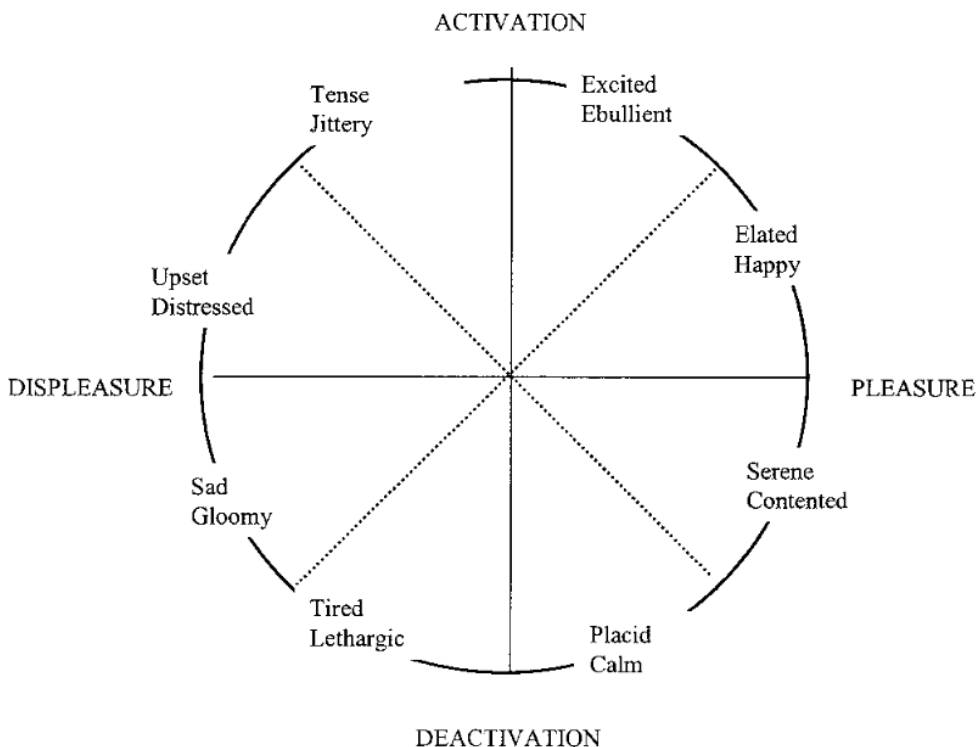 ACTIVATION
Tense
Jittery
Excited
Ebullient
Upset
Distressed
Elated
Happy
DISPLEASURE
PLEASURE
Sad
Gloomy
Serene
Contented
Tired
Lethargic
Placid
Calm
DEACTIVATION